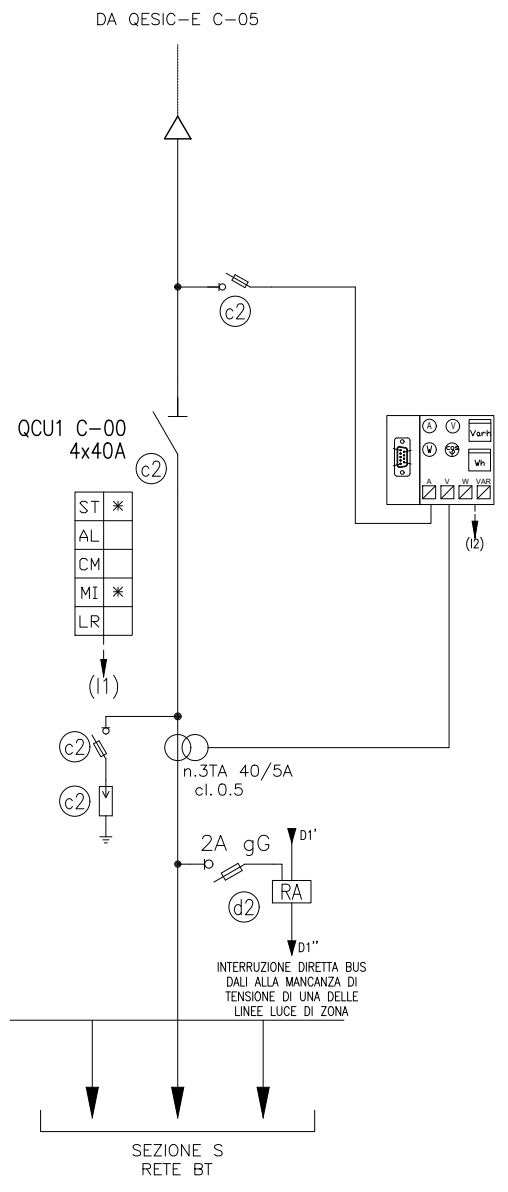 DA QESIC-E C-05
c2
QCU1 C-00
4x40A
c2
A V Varh
W cos φ Wh
A V W VAR
(I2)
ST *
AL
CM
MI *
LR
(I1)
c2
n.3TA 40/5A
cl.0.5
c2
2A gG
D1'
RA
d2
D1''
INTERRUZIONE DIRETTA BUS
DALI ALLA MANCANZA DI
TENSIONE DI UNA DELLE
LINEE LUCE DI ZONA
SEZIONE S
RETE BT